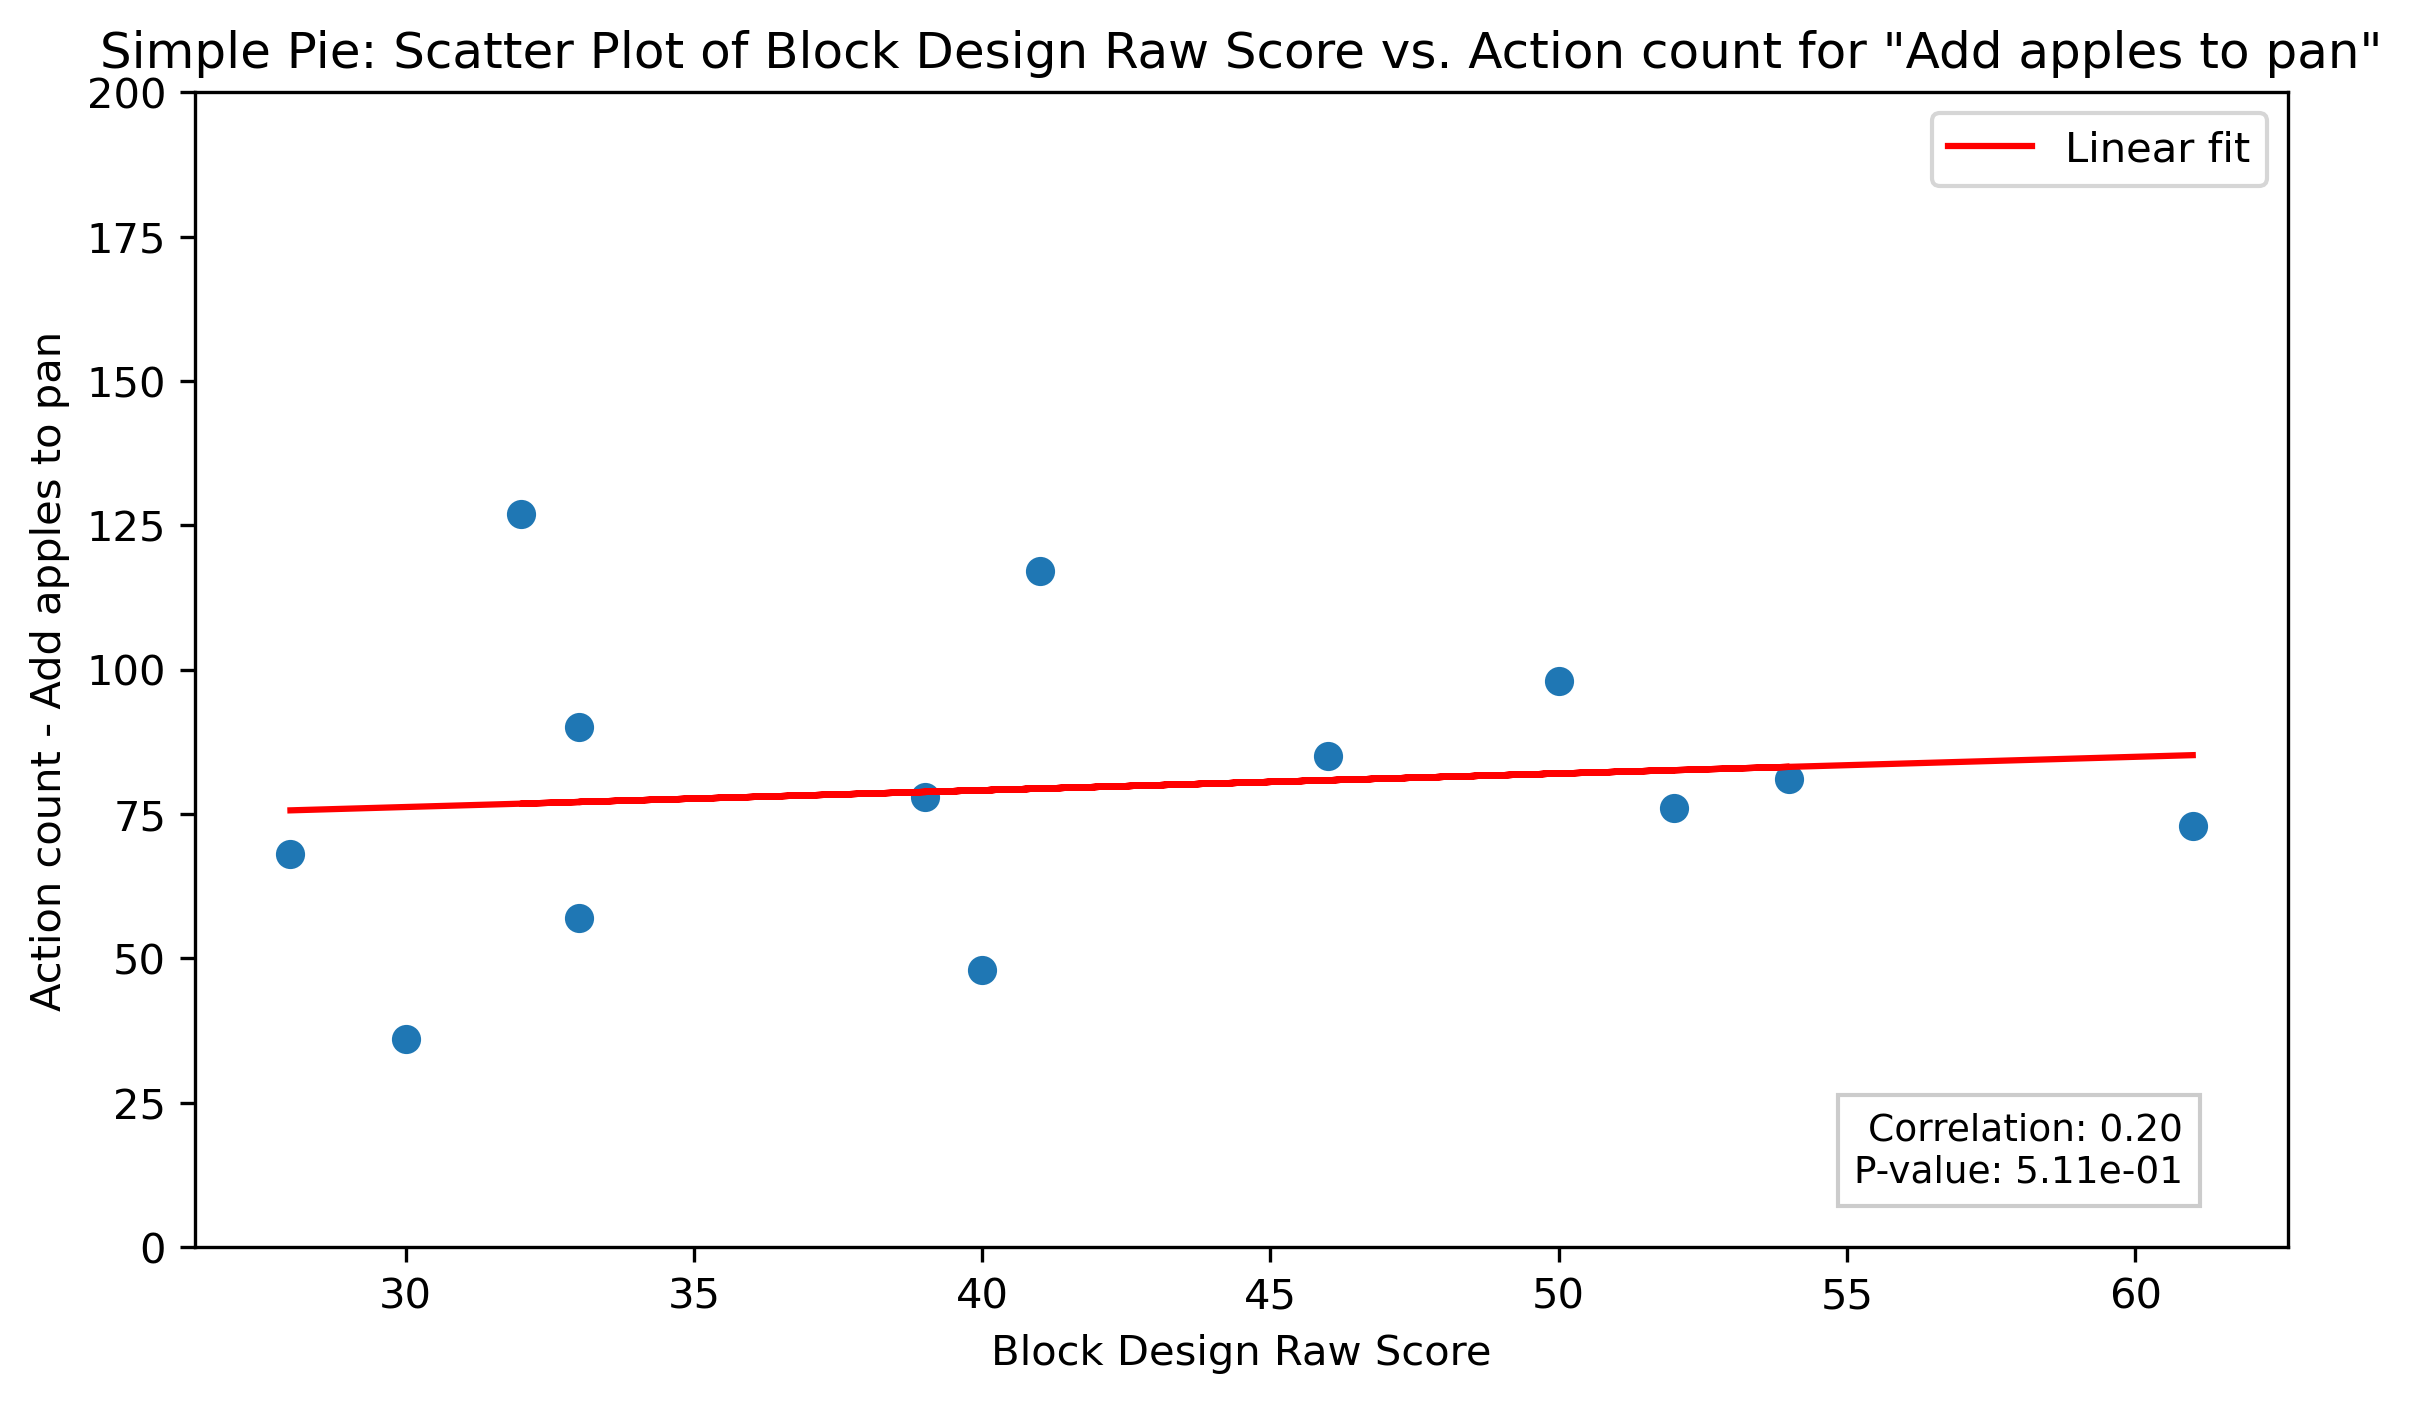 Simple Pie: Scatter Plot of Block Design Raw Score vs. Action count for "Add apples to pan"
Linear fit
Action count - Add apples to pan
200
175
150
125
100
75
50
25
0
Correlation: 0.20
P-value: 5.11e-01
30 35 40 45 50 55 60
Block Design Raw Score